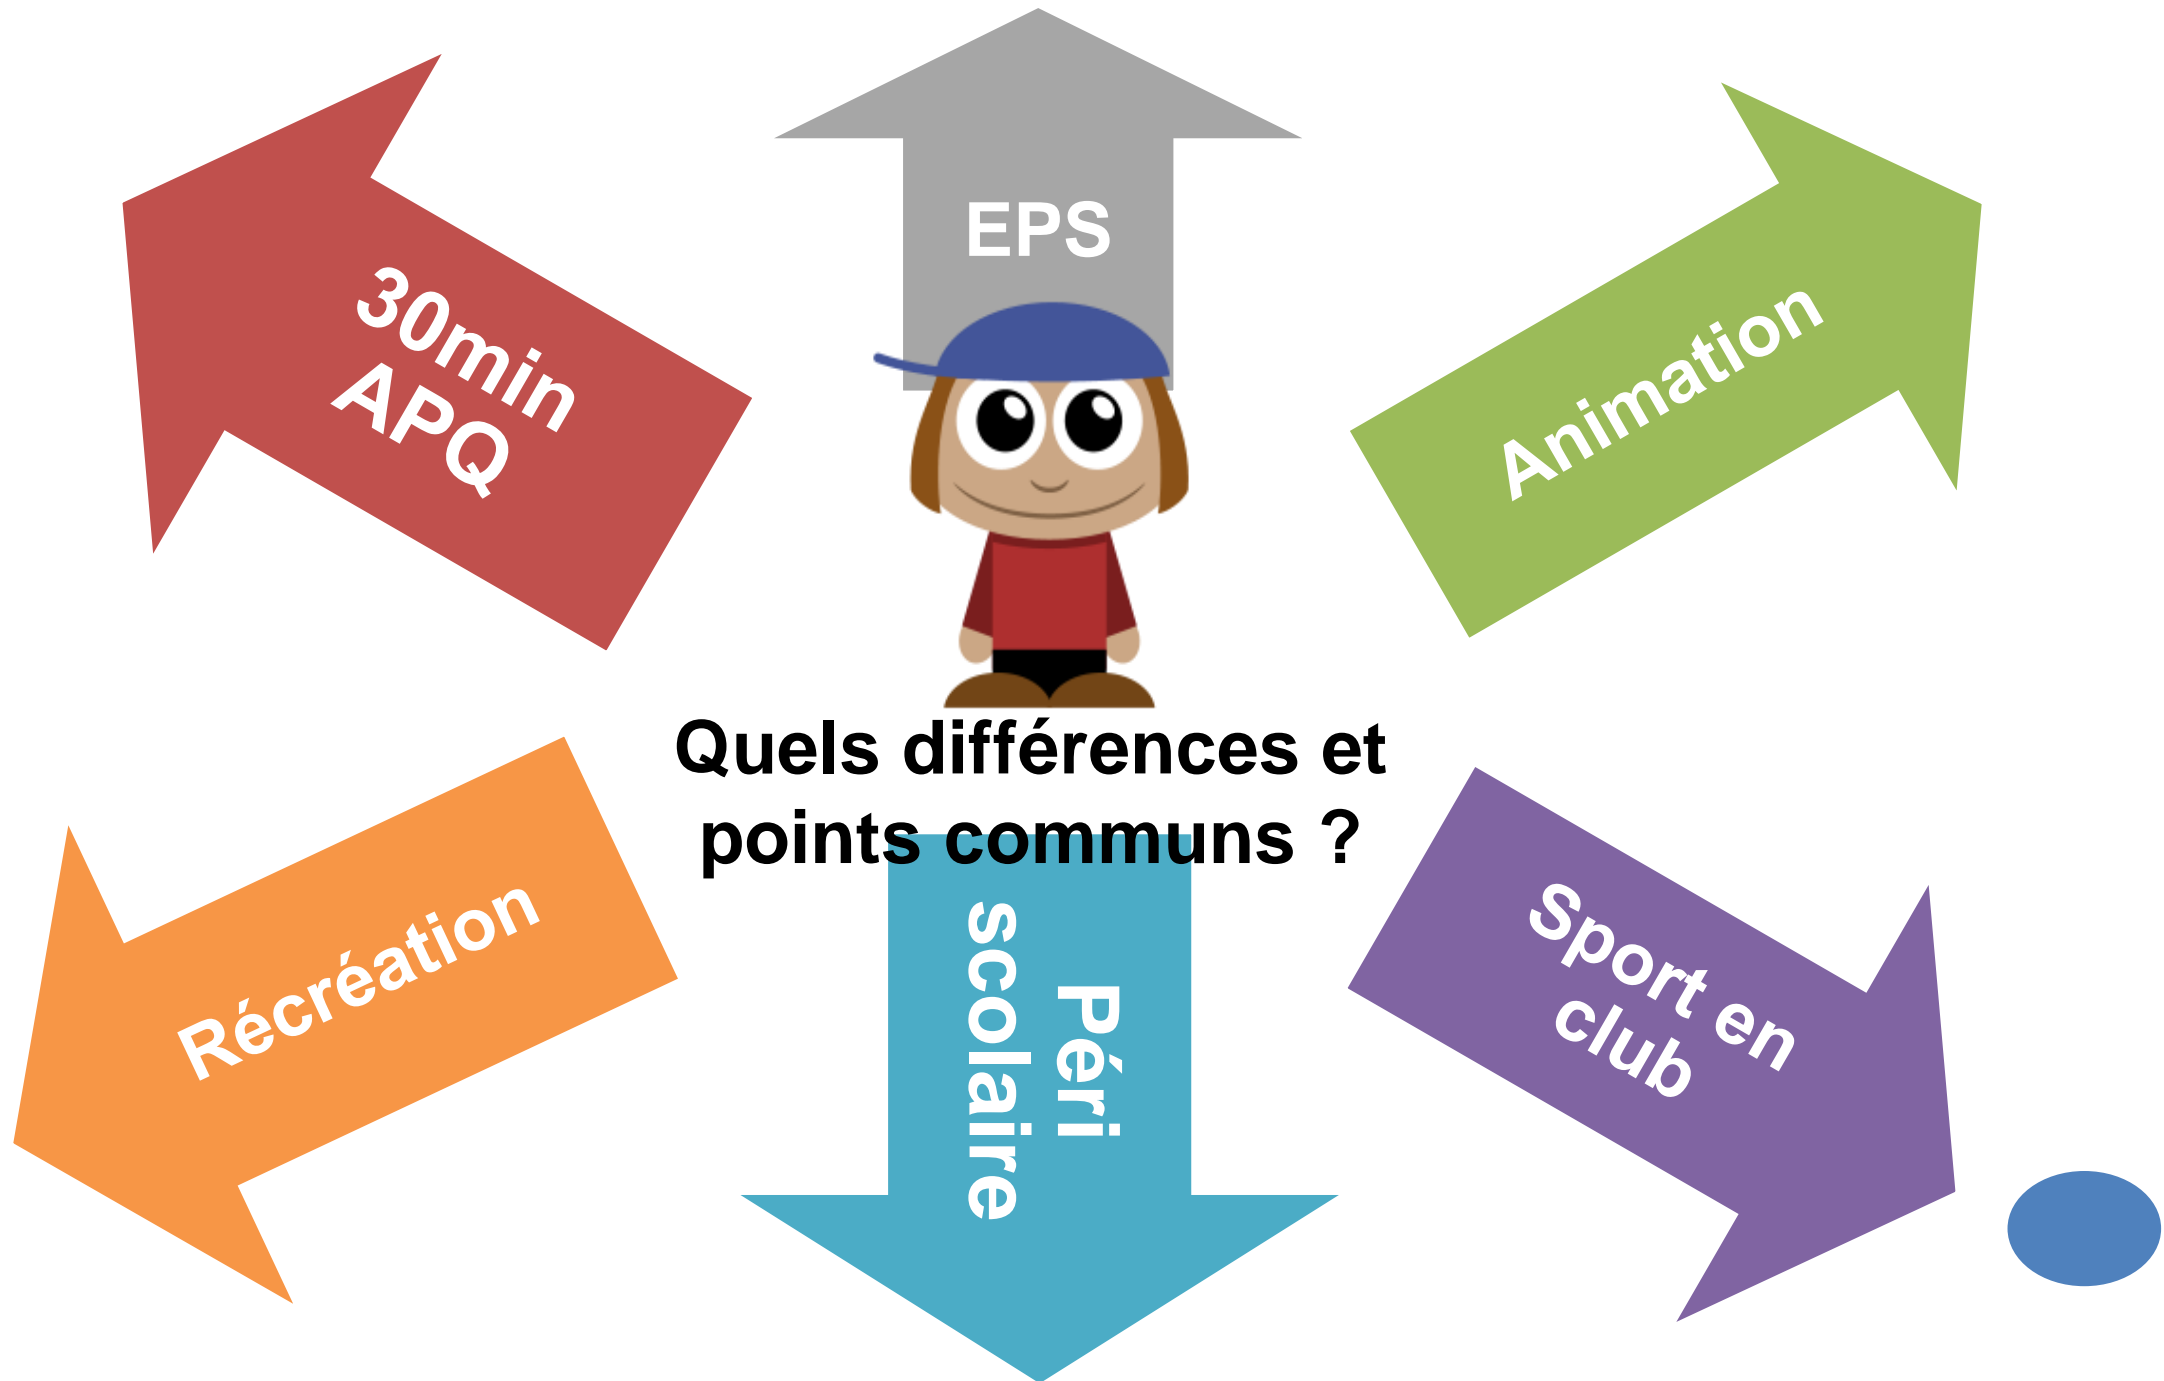 EPS
30min
APQ
Animation
Quels différences et
points communs ?
Récréation
Péri
scolaire
Sport en
club